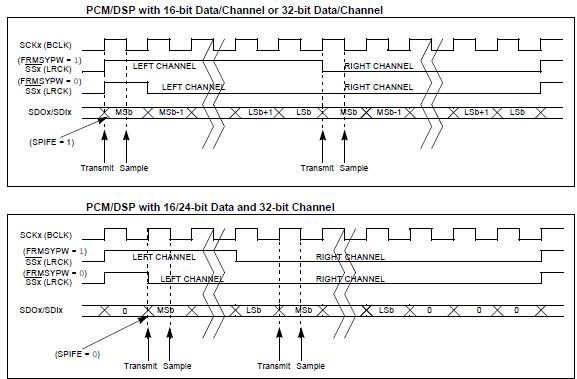 PCM/DSP with 16-bit Data/Channel or 32-bit Data/Channel
SCKx (BCLK)
(FRMSYPW = 1)
SSx (LRCK)
LEFT CHANNEL
RIGHT CHANNEL
(FRMSYPW = 0)
SSx (LRCK)
LEFT CHANNEL
RIGHT CHANNEL
SDOx/SDIx
MSb MSb-1 LSb+1 LSb MSb MSb-1 LSb+1 LSb
(SPIFE = 1)
Transmit Sample Transmit Sample
PCM/DSP with 16/24-bit Data and 32-bit Channel
SCKx (BCLK)
(FRMSYPW = 1)
SSx (LRCK)
LEFT CHANNEL
RIGHT CHANNEL
(FRMSYPW = 0)
SSx (LRCK)
LEFT CHANNEL
RIGHT CHANNEL
SDOx/SDIx
0 MSb LSb MSb LSb 0 0 0
(SPIFE = 0)
Transmit Sample Transmit Sample